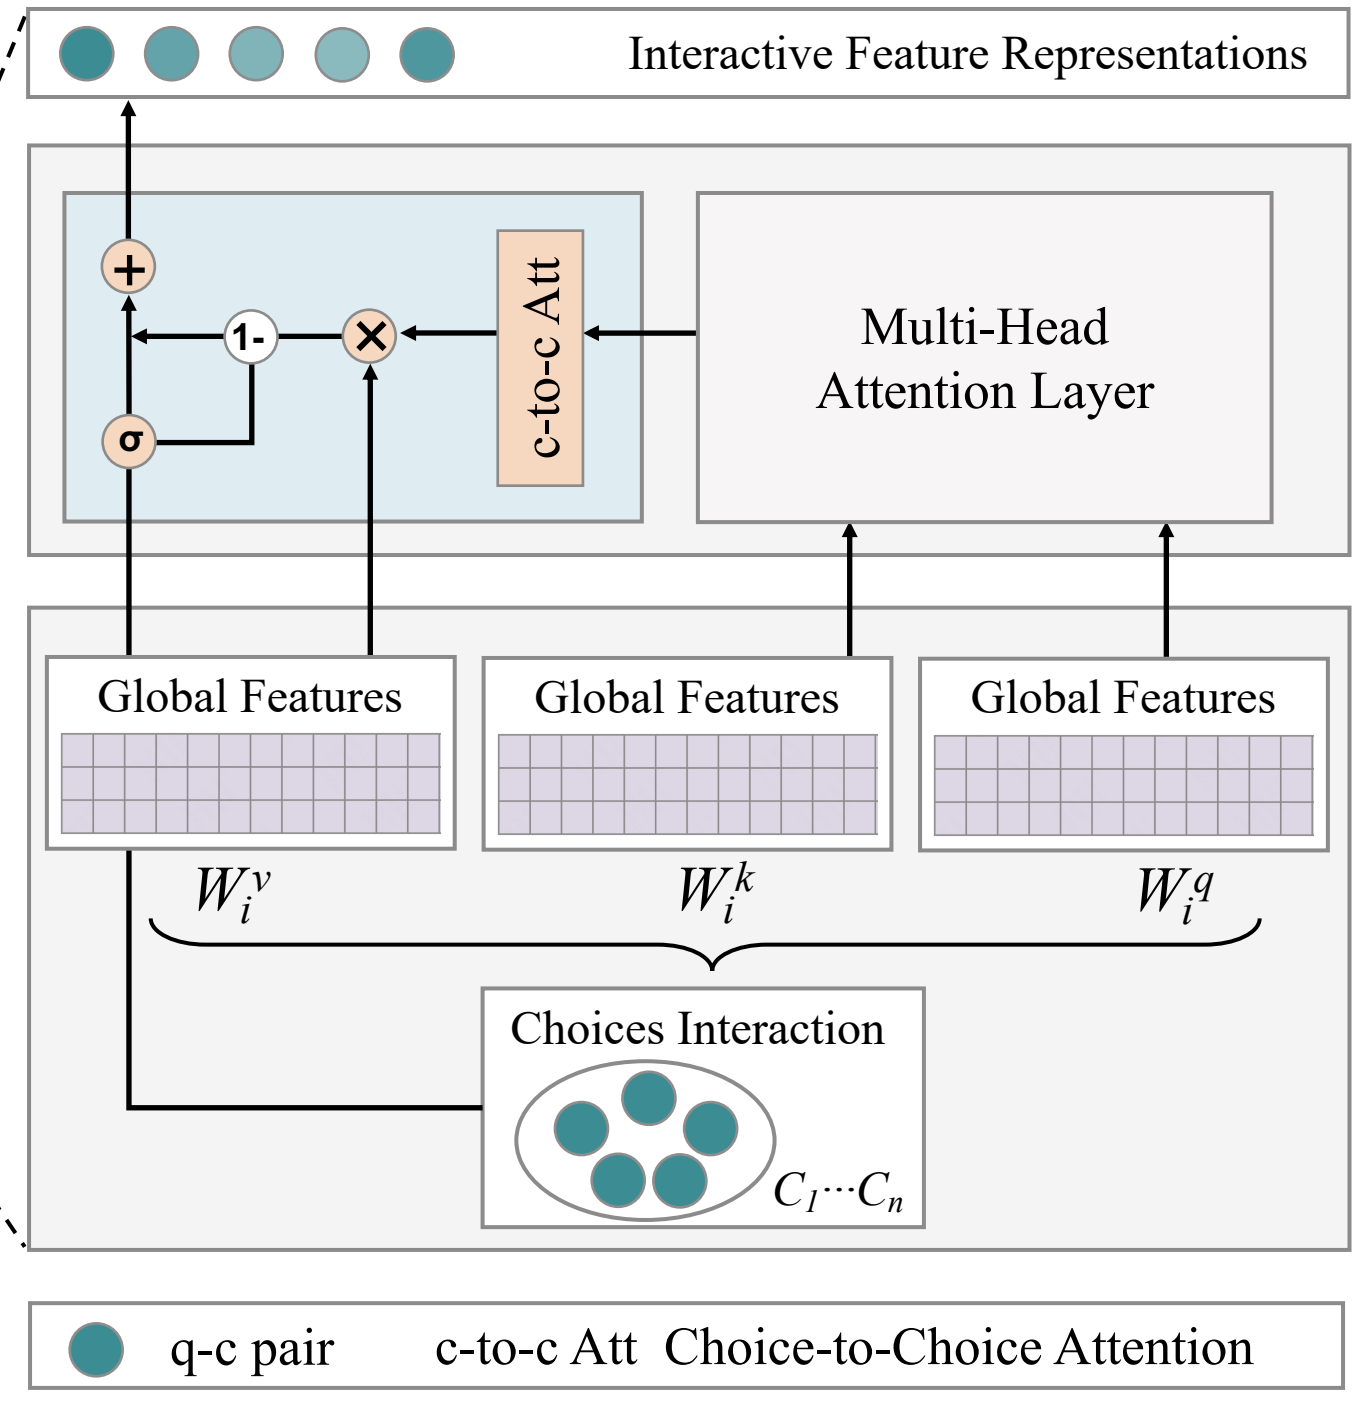 Interactive Feature Representations
+
1-
×
c-to-c Att
σ
Multi-Head
Attention Layer
Global Features
Global Features
Global Features
W_i^v
W_i^k
W_i^q
Choices Interaction
C_1···C_n
q-c pair
c-to-c Att Choice-to-Choice Attention